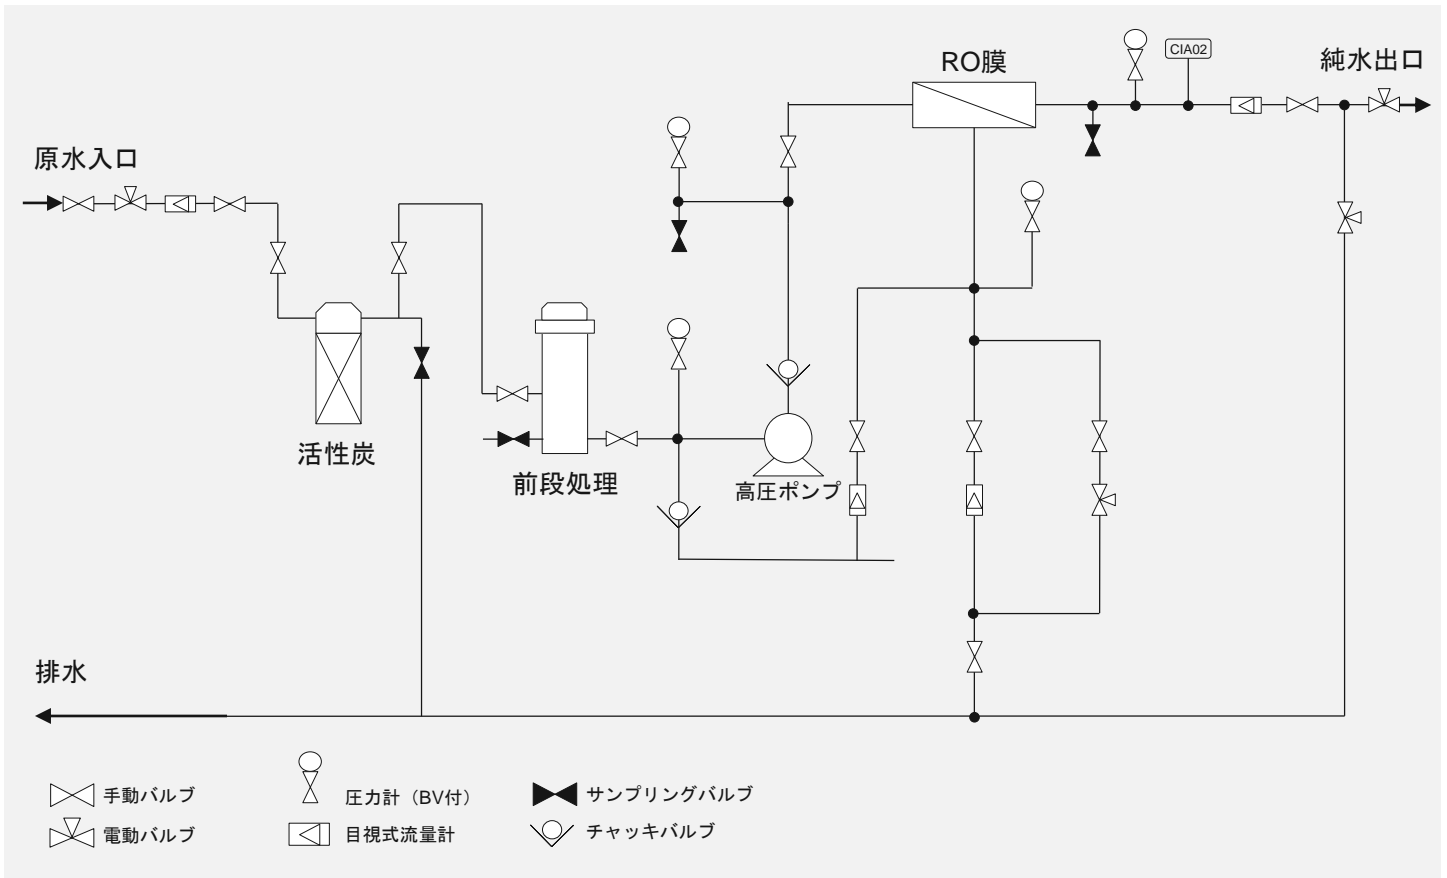 RO膜
CIA02
純水出口
原水入口
活性炭
前段処理
高圧ポンプ
排水
手動バルブ
圧力計（BV付）
サンプリングバルブ
電動バルブ
目視式流量計
チャッキバルブ